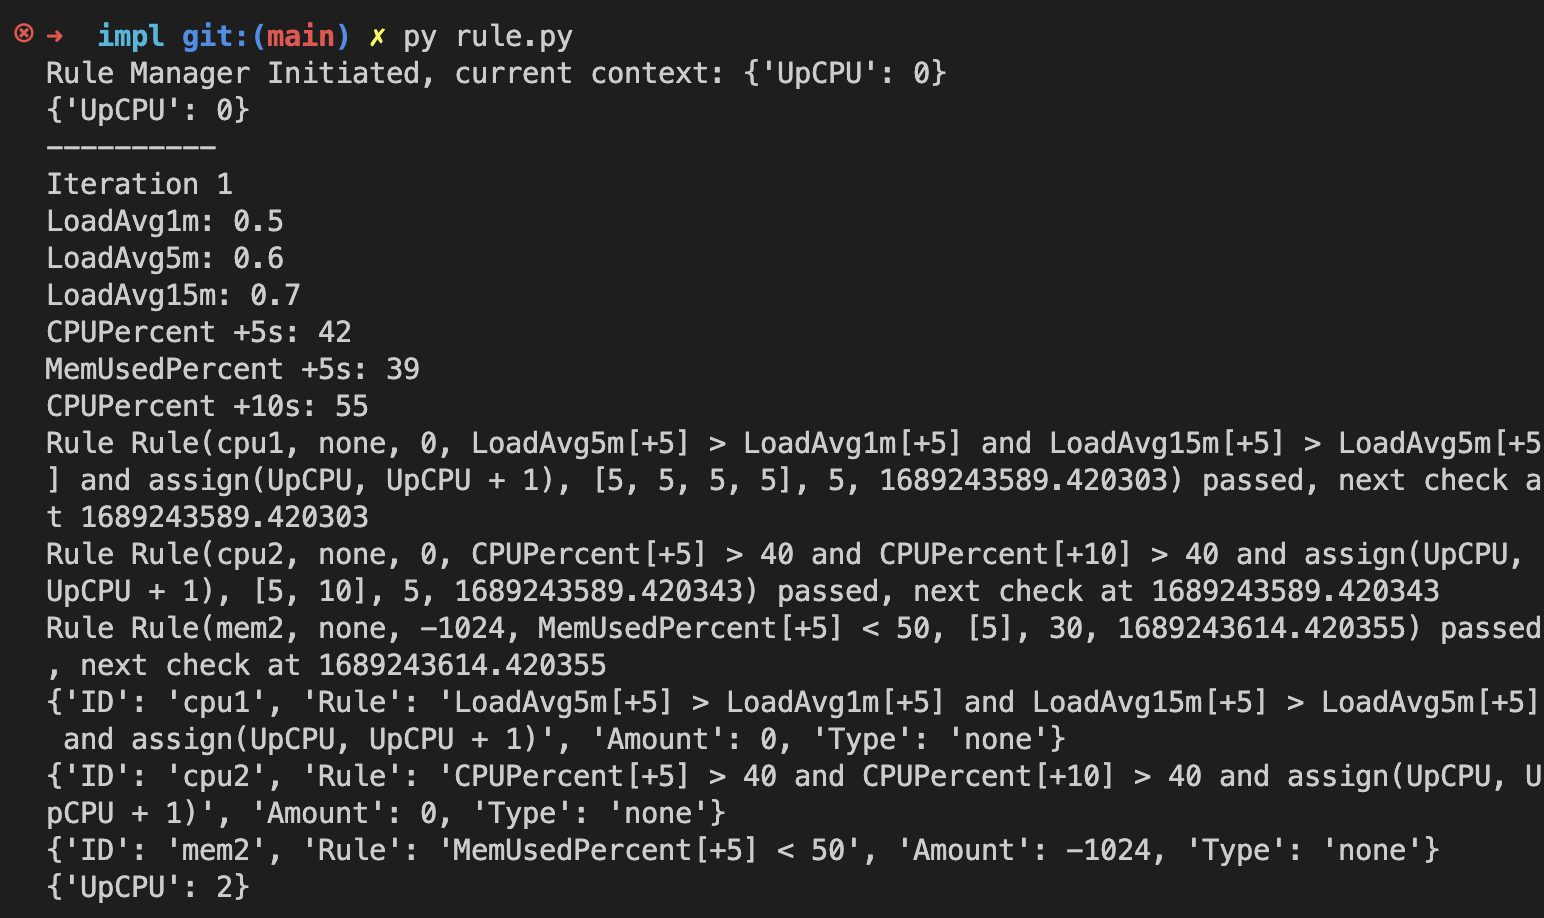 ➜  impl git:(main) ✗ py rule.py
Rule Manager Initiated, current context: {'UpCPU': 0}
{'UpCPU': 0}
----------
Iteration 1
LoadAvg1m: 0.5
LoadAvg5m: 0.6
LoadAvg15m: 0.7
CPUPercent +5s: 42
MemUsedPercent +5s: 39
CPUPercent +10s: 55
Rule Rule(cpu1, none, 0, LoadAvg5m[+5] > LoadAvg1m[+5] and LoadAvg15m[+5] > LoadAvg5m[+5
] and assign(UpCPU, UpCPU + 1), [5, 5, 5, 5], 5, 1689243589.420303) passed, next check a
t 1689243589.420303
Rule Rule(cpu2, none, 0, CPUPercent[+5] > 40 and CPUPercent[+10] > 40 and assign(UpCPU,
UpCPU + 1), [5, 10], 5, 1689243589.420343) passed, next check at 1689243589.420343
Rule Rule(mem2, none, -1024, MemUsedPercent[+5] < 50, [5], 30, 1689243614.420355) passed
, next check at 1689243614.420355
{'ID': 'cpu1', 'Rule': 'LoadAvg5m[+5] > LoadAvg1m[+5] and LoadAvg15m[+5] > LoadAvg5m[+5]
 and assign(UpCPU, UpCPU + 1)', 'Amount': 0, 'Type': 'none'}
{'ID': 'cpu2', 'Rule': 'CPUPercent[+5] > 40 and CPUPercent[+10] > 40 and assign(UpCPU, U
pCPU + 1)', 'Amount': 0, 'Type': 'none'}
{'ID': 'mem2', 'Rule': 'MemUsedPercent[+5] < 50', 'Amount': -1024, 'Type': 'none'}
{'UpCPU': 2}